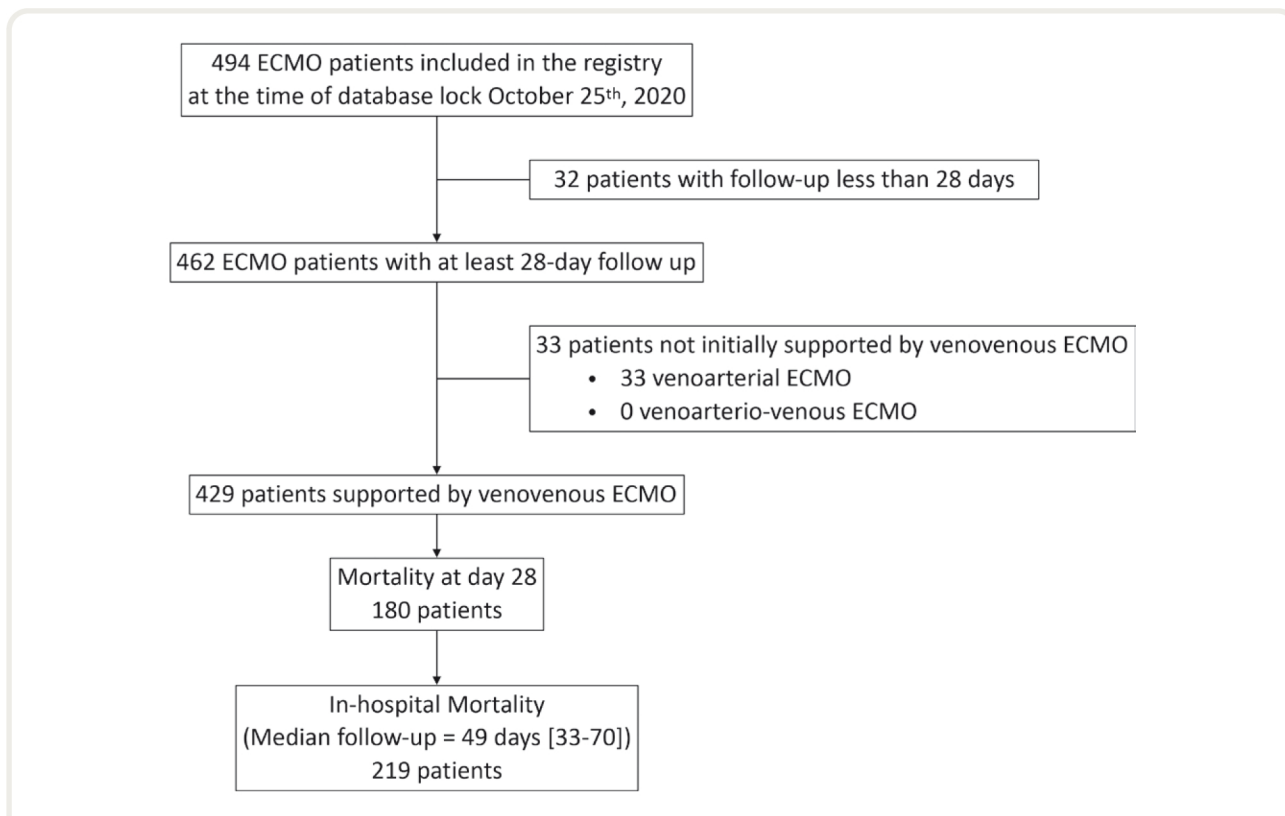 494 ECMO patients included in the registry
at the time of database lock October 25th, 2020
32 patients with follow-up less than 28 days
462 ECMO patients with at least 28-day follow up
33 patients not initially supported by venovenous ECMO
• 33 venoarterial ECMO
• 0 venoarterio-venous ECMO
429 patients supported by venovenous ECMO
Mortality at day 28
180 patients
In-hospital Mortality
(Median follow-up = 49 days [33-70])
219 patients